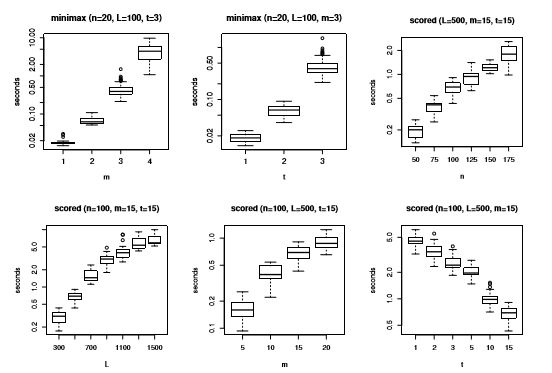 minimax (n=20, L=100, t=3)
seconds
10.00
2.00
0.50
0.10
0.02
1 2 3 4
m
minimax (n=20, L=100, m=3)
seconds
0.50
0.10
0.02
1 2 3
t
scored (L=500, m=15, t=15)
seconds
2.0
1.0
0.5
0.2
50 75 100 125 150 175
n
scored (n=100, m=15, t=15)
seconds
5.0
2.0
1.0
0.5
0.2
300 700 1100 1500
L
scored (n=100, L=500, t=15)
seconds
1.0
0.5
0.2
0.1
5 10 15 20
m
scored (n=100, L=500, m=15)
seconds
5.0
2.0
1.0
0.5
1 2 3 5 10 15
t